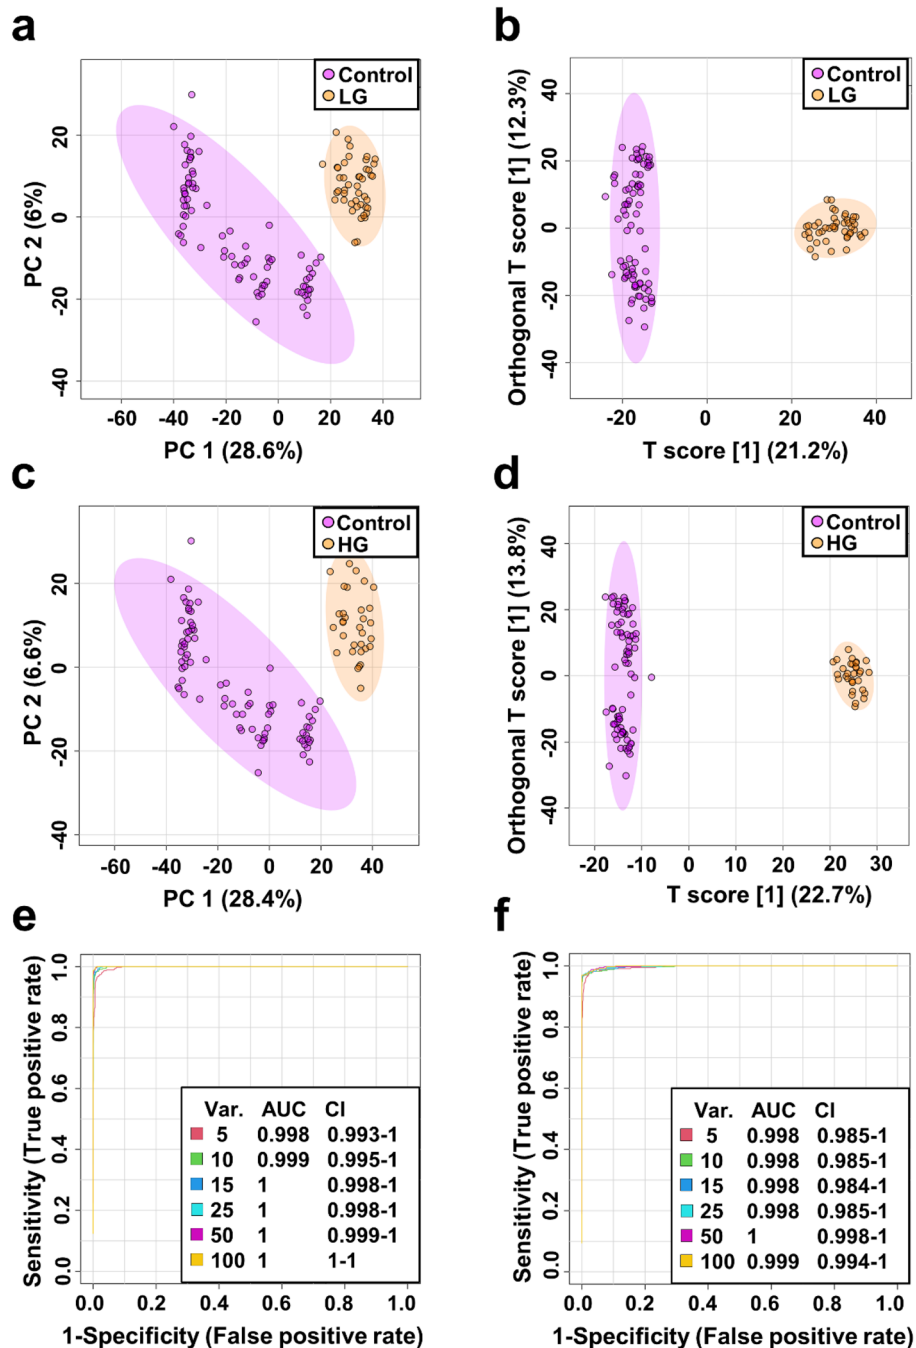 a
Control
LG
20
0
-20
-40
PC 2 (6%)
-60 -40 -20 0 20 40
PC 1 (28.6%)
b
Control
LG
40
20
0
-20
-40
Orthogonal T score [1] (12.3%)
-20 0 20 40
T score [1] (21.2%)
c
Control
HG
20
0
-20
-40
PC 2 (6.6%)
-60 -40 -20 0 20 40
PC 1 (28.4%)
d
Control
HG
40
20
0
-20
-40
Orthogonal T score [1] (13.8%)
-20 -10 0 10 20 30
T score [1] (22.7%)
e
Sensitivity (True positive rate)
1.0
0.8
0.6
0.4
0.2
0.0
Var. AUC CI
5 0.998 0.993-1
10 0.999 0.995-1
15 1 0.998-1
25 1 0.998-1
50 1 0.999-1
100 1 1-1
0.0 0.2 0.4 0.6 0.8 1.0
1-Specificity (False positive rate)
f
Sensitivity (True positive rate)
1.0
0.8
0.6
0.4
0.2
0.0
Var. AUC CI
5 0.998 0.985-1
10 0.998 0.985-1
15 0.998 0.984-1
25 0.998 0.985-1
50 1 0.998-1
100 0.999 0.994-1
0.0 0.2 0.4 0.6 0.8 1.0
1-Specificity (False positive rate)